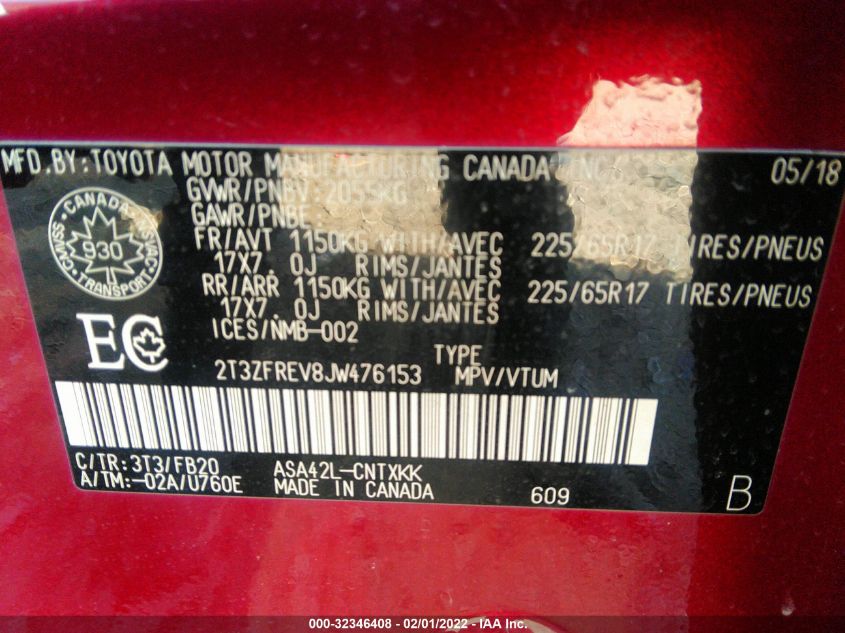 MFD.BY:TOYOTA MOTOR MANUFACTURING CANADA INC. 05/18
GVWR/PNBV:2055KG
GAWR/PNBE
FR/AVT 1150KG WITH/AVEC 225/65R17 TIRES/PNEUS
17X7. 0J RIMS/JANTES
RR/ARR 1150KG WITH/AVEC 225/65R17 TIRES/PNEUS
17X7. 0J RIMS/JANTES
ICES/NMB-002
CANADA
930
TRANSPORT
EC
TYPE
2T3ZFREV8JW476153 MPV/VTUM
C/TR:3T3/FB20 ASA42L-CNTXKK
A/TM:-02A/U760E MADE IN CANADA 609 B
000-32346408 - 02/01/2022 - IAA Inc.